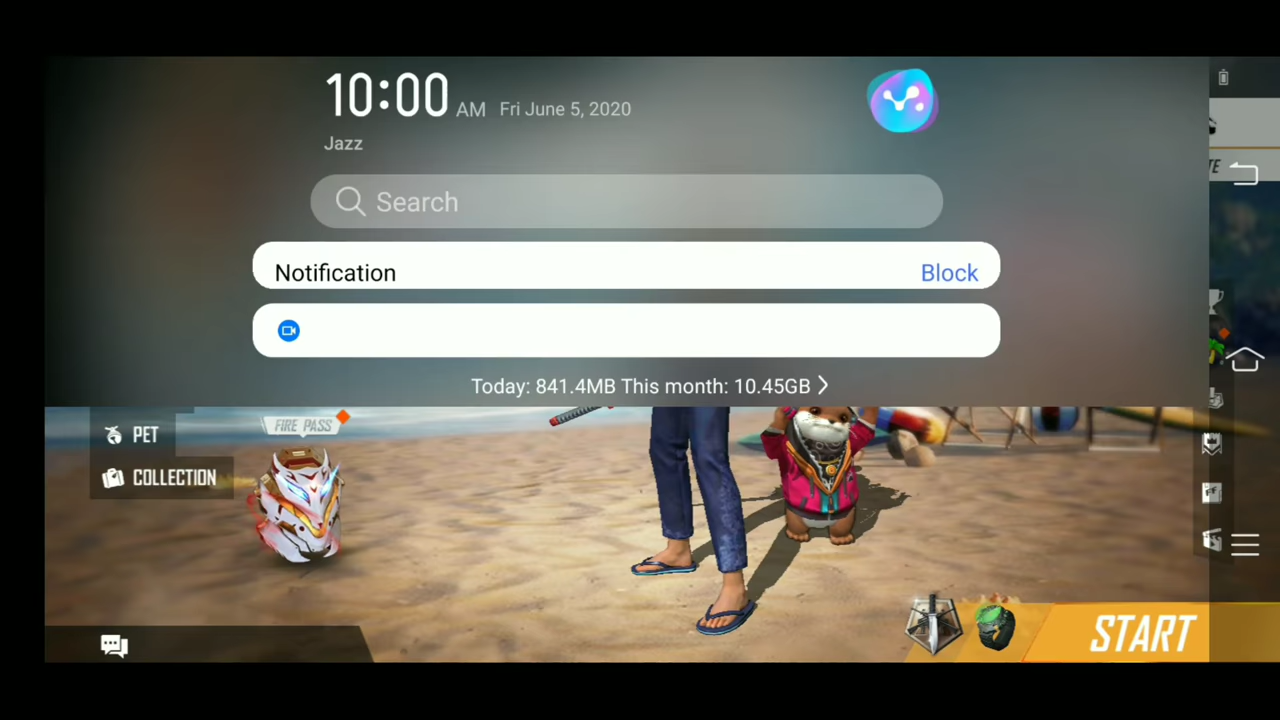 10:00 AM Fri June 5, 2020
Jazz
Search
Notification Block
Today: 841.4MB This month: 10.45GB
PET
FIRE PASS
COLLECTION
START